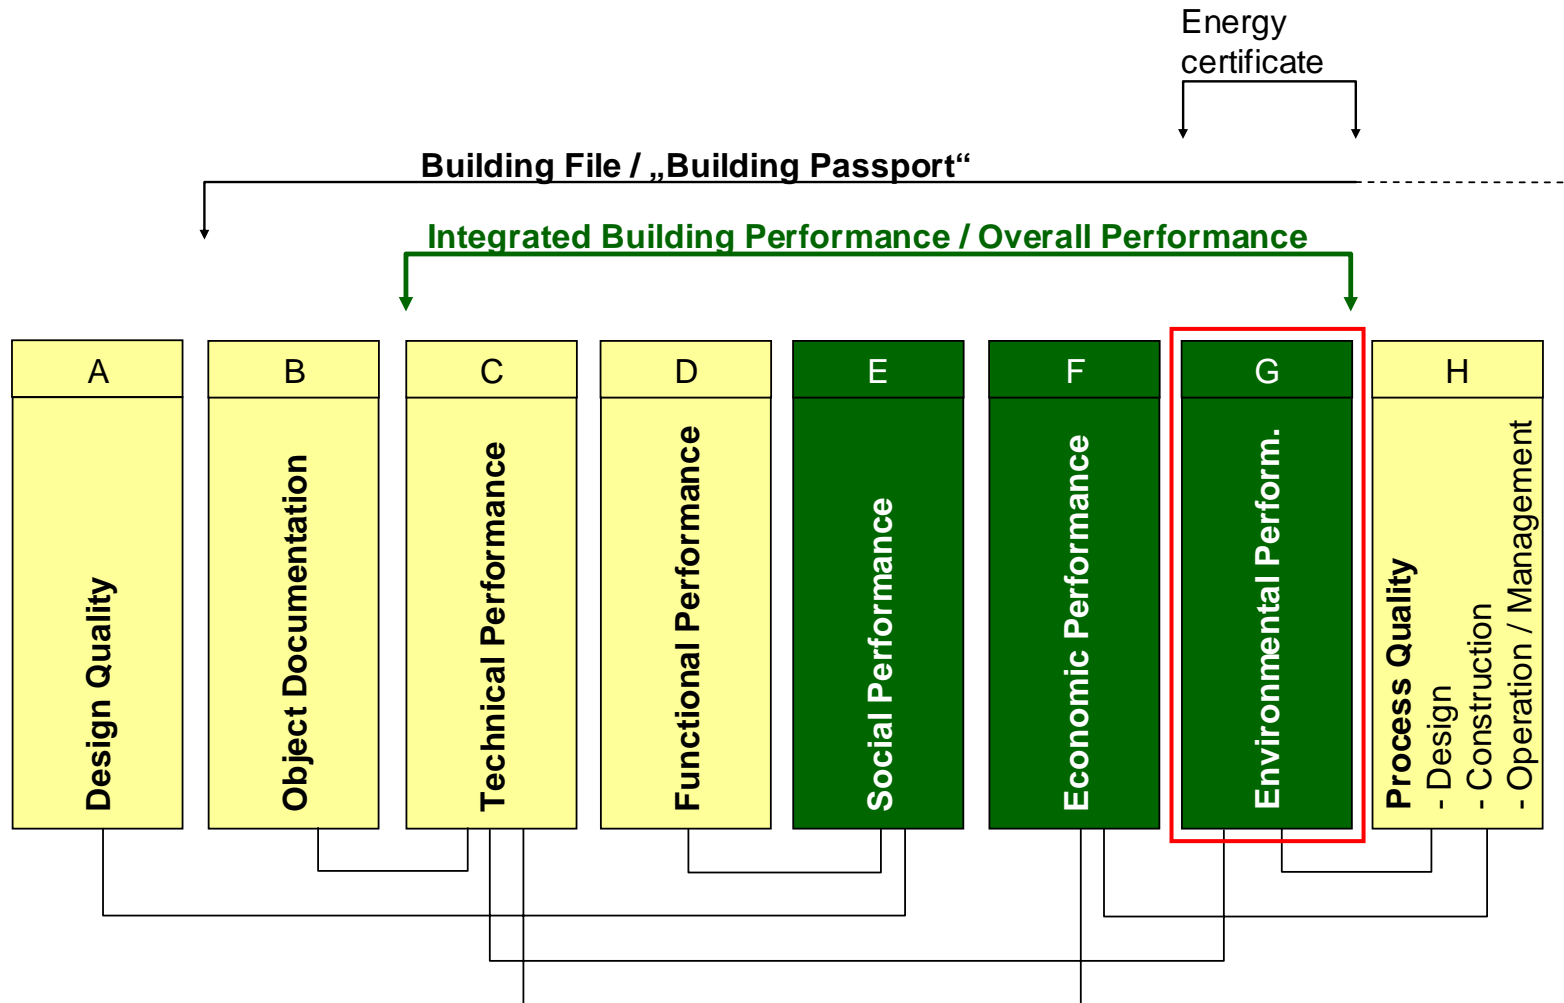 Energy
certificate
Building File / „Building Passport“
Integrated Building Performance / Overall Performance
A
B
C
D
E
F
G
H
Design Quality
Object Documentation
Technical Performance
Functional Performance
Social Performance
Economic Performance
Environmental Perform.
Process Quality
- Design
- Construction
- Operation / Management